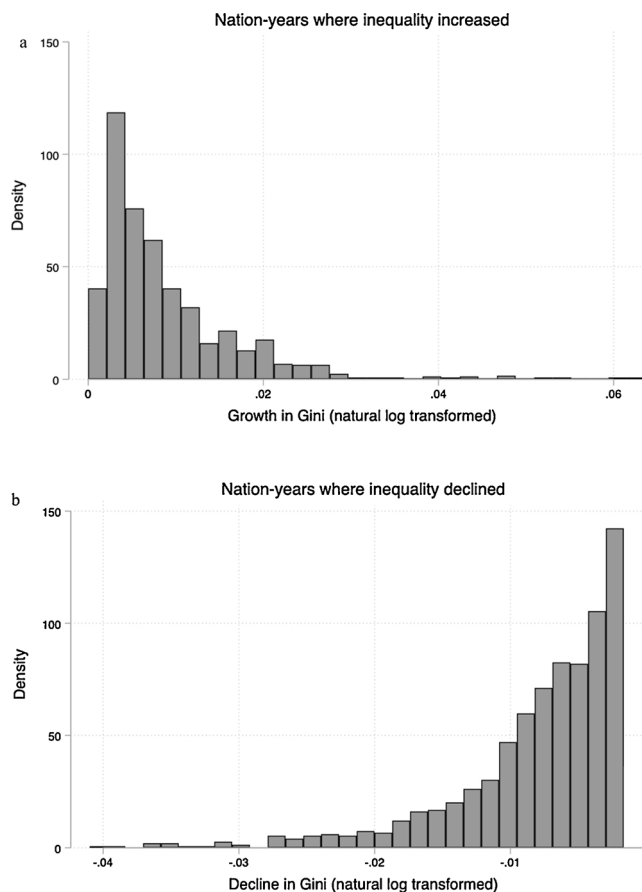 Nation-years where inequality increased
a
150
100
50
0
Density
0 .02 .04 .06
Growth in Gini (natural log transformed)
Nation-years where inequality declined
b
150
100
50
0
Density
-.04 -.03 -.02 -.01
Decline in Gini (natural log transformed)